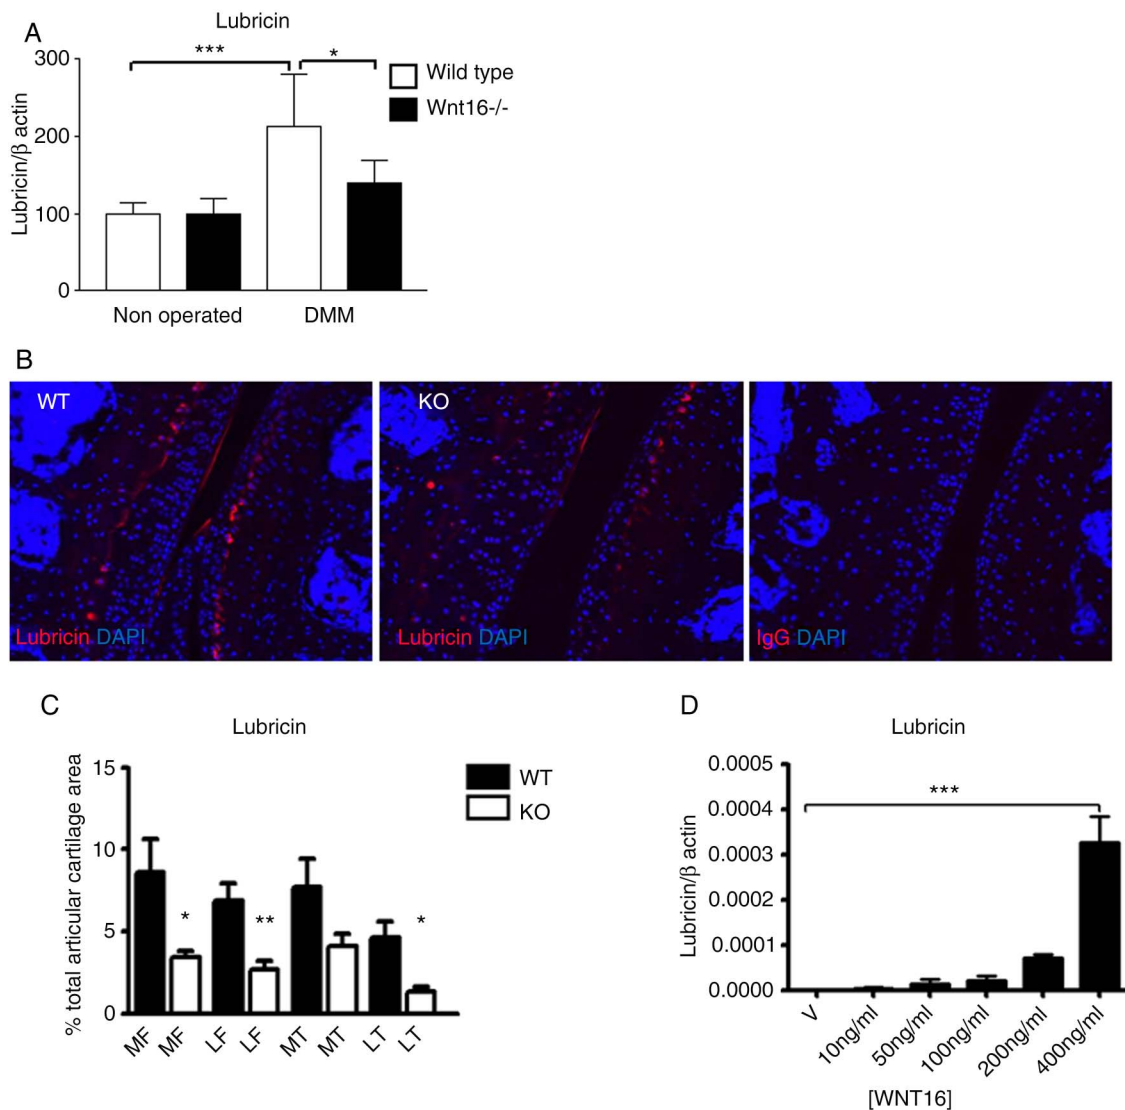 A
Lubricin
*** *
Wild type
Wnt16-/-
300
200
100
0
Lubricin/β actin
Non operated DMM
B
WT KO
Lubricin DAPI Lubricin DAPI IgG DAPI
C
Lubricin
% total articular cartilage area
15
10
5
0
* ** *
WT
KO
MF MF LF LF MT MT LT LT
D
Lubricin
Lubricin/β actin
0.0005
0.0004
0.0003
0.0002
0.0001
0.0000
***
V 10ng/ml 50ng/ml 100ng/ml 200ng/ml 400ng/ml
[WNT16]